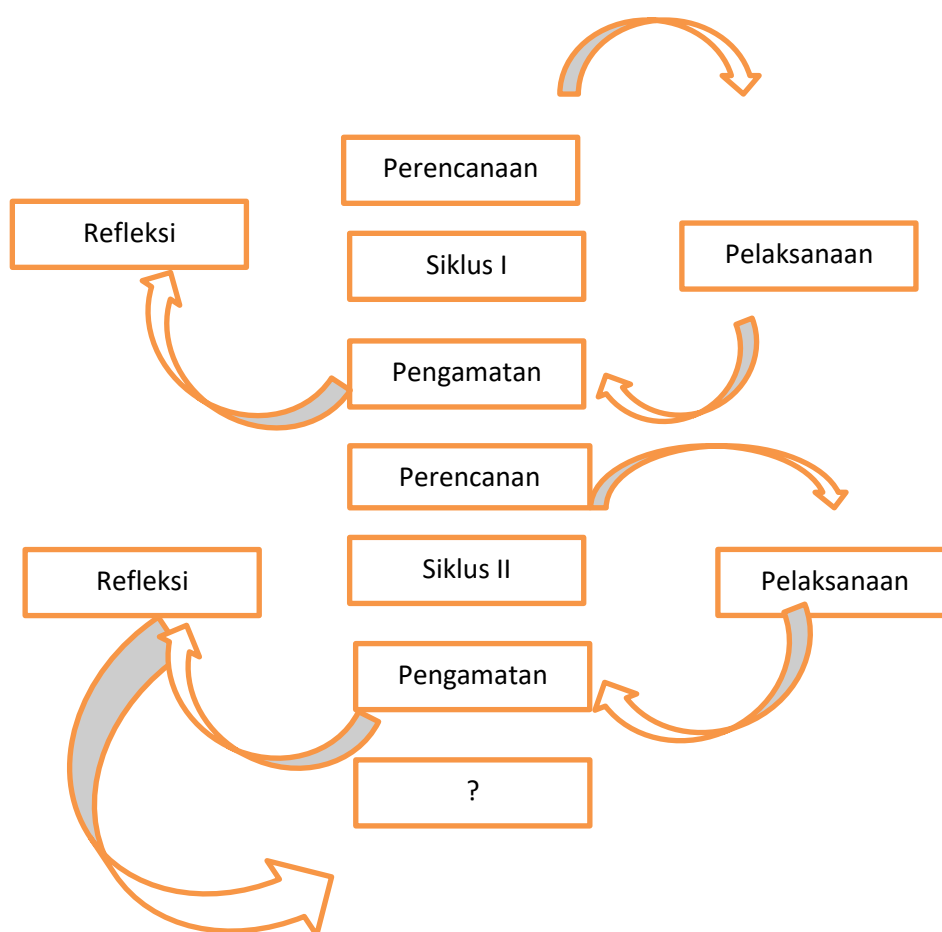 Perencanaan
Refleksi
Siklus I
Pelaksanaan
Pengamatan
Perencanan
Refleksi
Siklus II
Pelaksanaan
Pengamatan
?